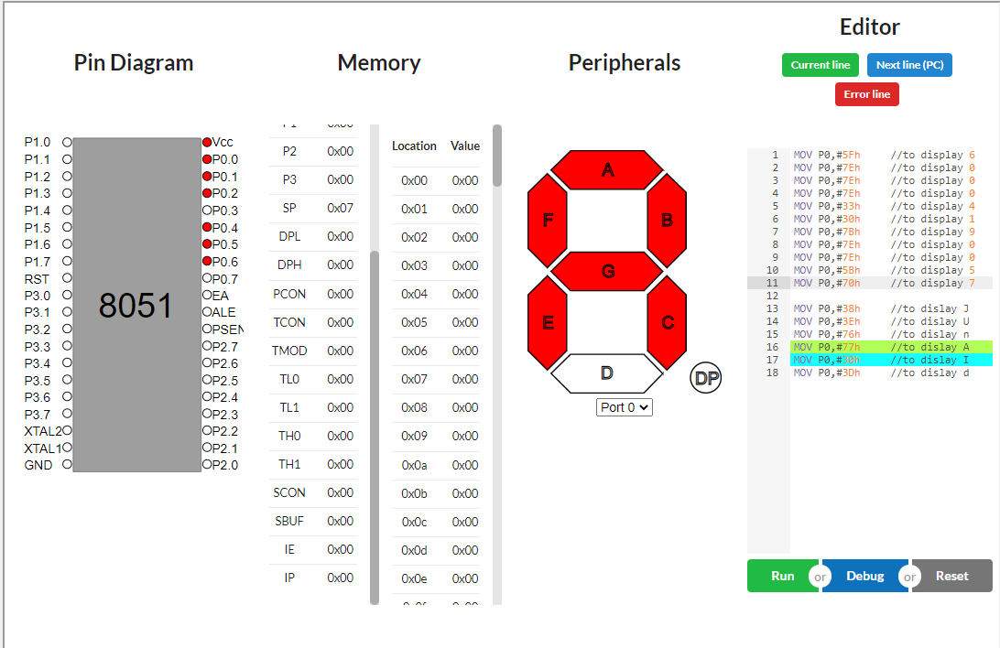 Editor
Pin Diagram
Memory
Peripherals
Current line
Next line (PC)
Error line
P1.0
P1.1
P1.2
P1.3
P1.4
P1.5
P1.6
P1.7
RST
P3.0
P3.1
P3.2
P3.3
P3.4
P3.5
P3.6
P3.7
XTAL2
XTAL1
GND
8051
Vcc
P0.0
P0.1
P0.2
P0.3
P0.4
P0.5
P0.6
P0.7
EA
ALE
PSEN
P2.7
P2.6
P2.5
P2.4
P2.3
P2.2
P2.1
P2.0
P2 0x00
P3 0x00
SP 0x07
DPL 0x00
DPH 0x00
PCON 0x00
TCON 0x00
TMOD 0x00
TL0 0x00
TL1 0x00
TH0 0x00
TH1 0x00
SCON 0x00
SBUF 0x00
IE 0x00
IP 0x00
Location Value
0x00 0x00
0x01 0x00
0x02 0x00
0x03 0x00
0x04 0x00
0x05 0x00
0x06 0x00
0x07 0x00
0x08 0x00
0x09 0x00
0x0a 0x00
0x0b 0x00
0x0c 0x00
0x0d 0x00
0x0e 0x00
A
F B
G
E C
D DP
Port 0
1 MOV P0,#5Fh //to display 6
2 MOV P0,#7Eh //to display 0
3 MOV P0,#7Eh //to display 0
4 MOV P0,#7Eh //to display 0
5 MOV P0,#33h //to display 4
6 MOV P0,#30h //to display 1
7 MOV P0,#7Bh //to display 9
8 MOV P0,#7Eh //to display 0
9 MOV P0,#7Eh //to display 0
10 MOV P0,#5Bh //to display 5
11 MOV P0,#70h //to display 7
12
13 MOV P0,#38h //to dislay J
14 MOV P0,#3Eh //to dislay U
15 MOV P0,#76h //to dislay n
16 MOV P0,#77h //to dislay A
17 MOV P0,#30h //to dislay I
18 MOV P0,#3Dh //to dislay d
Run or Debug or Reset